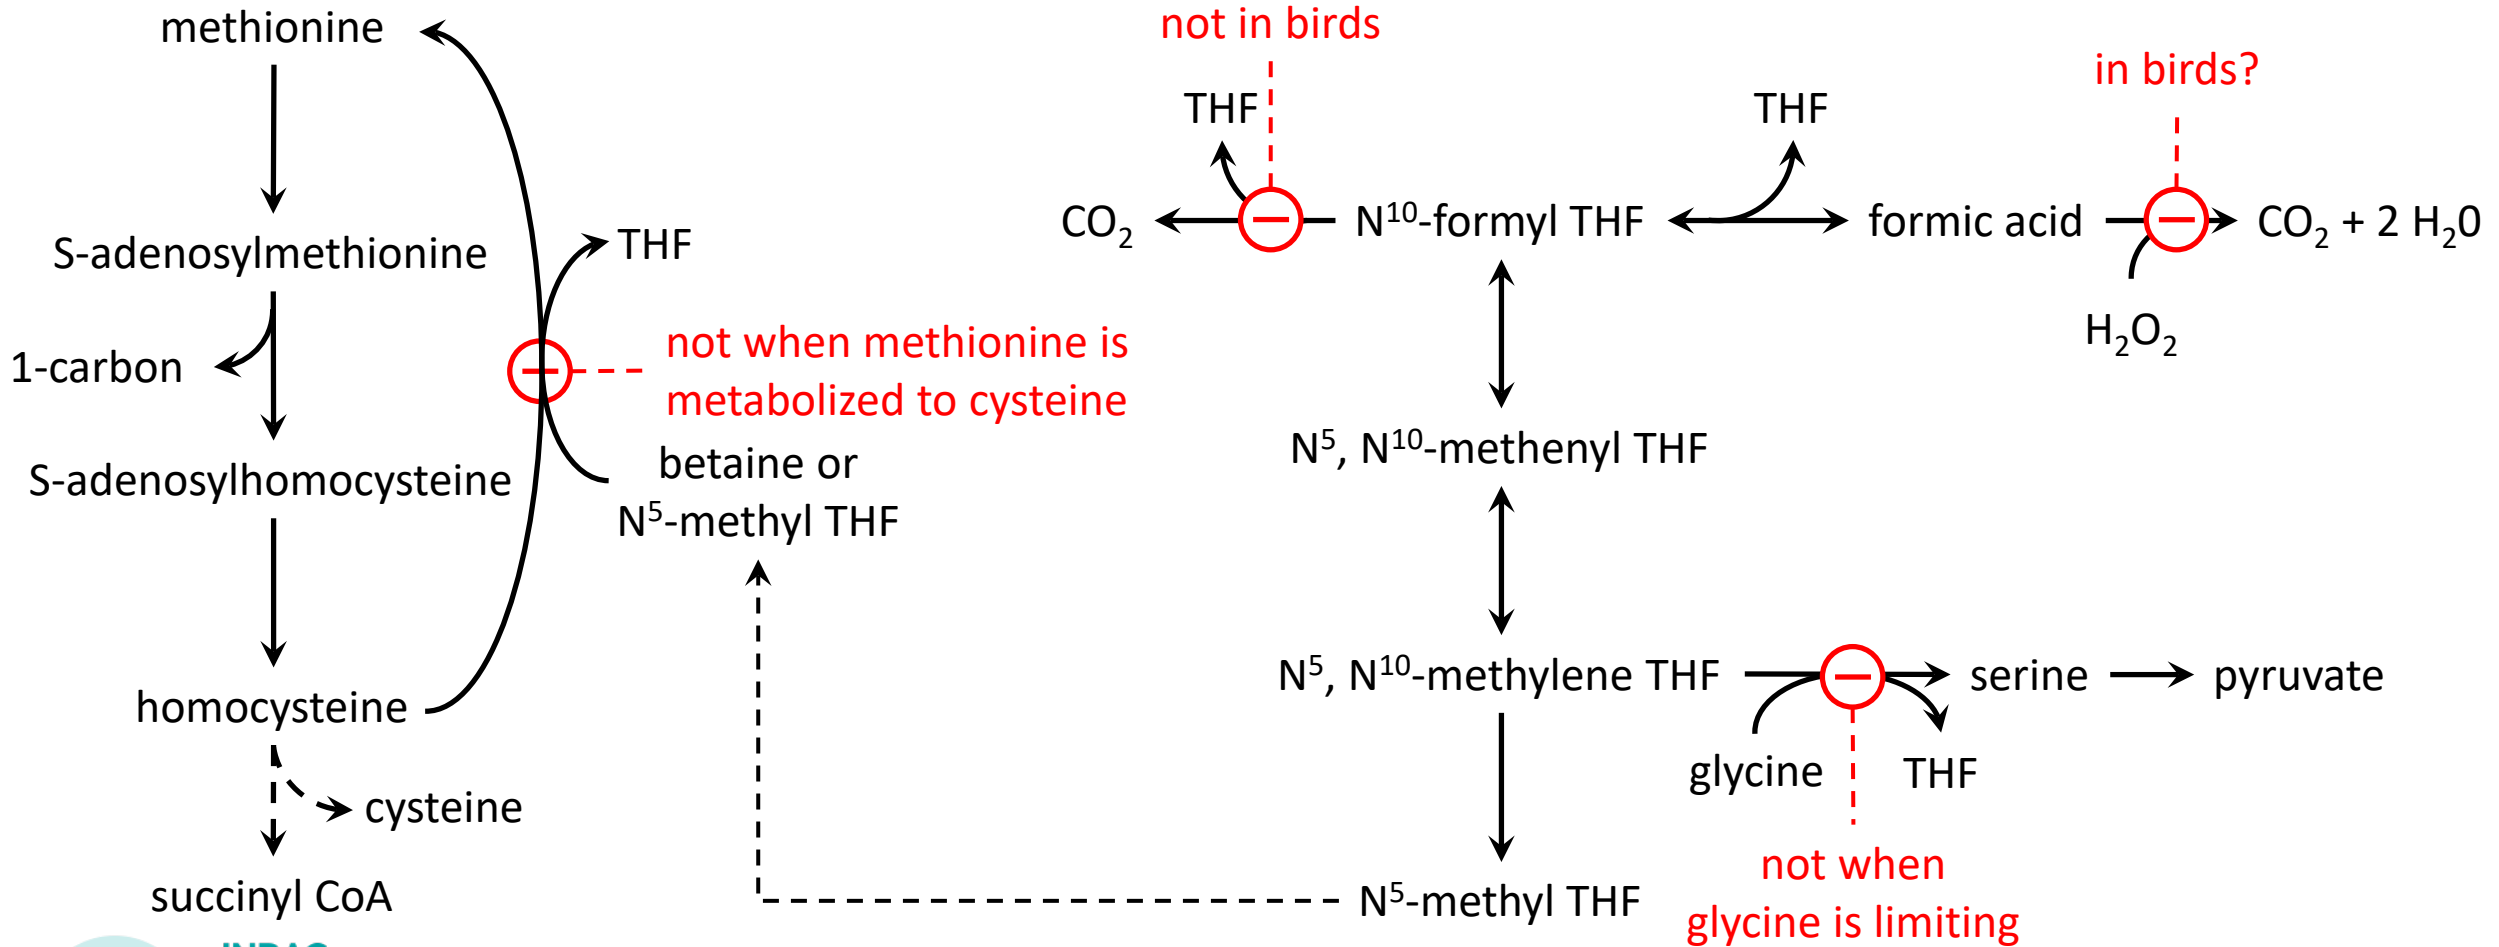 methionine
S-adenosylmethionine
1-carbon
S-adenosylhomocysteine
homocysteine
cysteine
succinyl CoA
THF
not when methionine is
metabolized to cysteine
betaine or
N⁵-methyl THF
not in birds
THF
CO₂
N¹⁰-formyl THF
THF
formic acid
in birds?
CO₂ + 2 H₂0
H₂O₂
N⁵, N¹⁰-methenyl THF
N⁵, N¹⁰-methylene THF
serine
pyruvate
glycine
THF
not when
glycine is limiting
N⁵-methyl THF